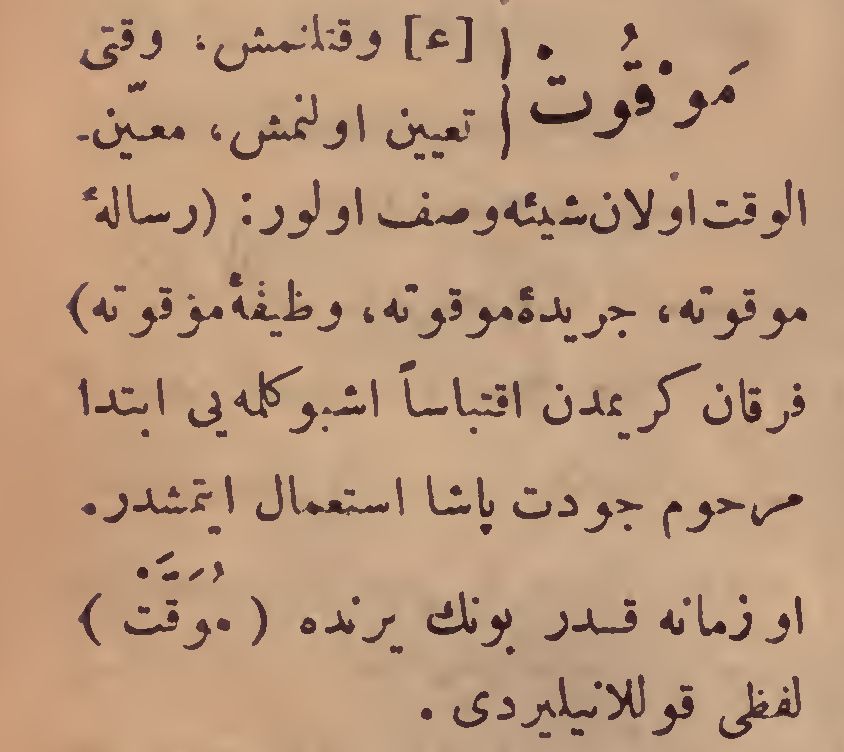 مَوْقُوتْ [ع] وقتلنمش، وقتی
تعیین اولنمش، معیّن-
الوقت اولان شیئه وصف اولور: (رسالهٔ
موقوته، جریدهٔ موقوته، وظیفهٔ موقوته)
فرقان کریمدن اقتباساً اشبو کلمه یی ابتدا
مرحوم جودت پاشا استعمال ایتمشدر.
او زمانه قدر بونك یرنده (مُوَقَّتْ)
لفظی قوللانیلیردی.